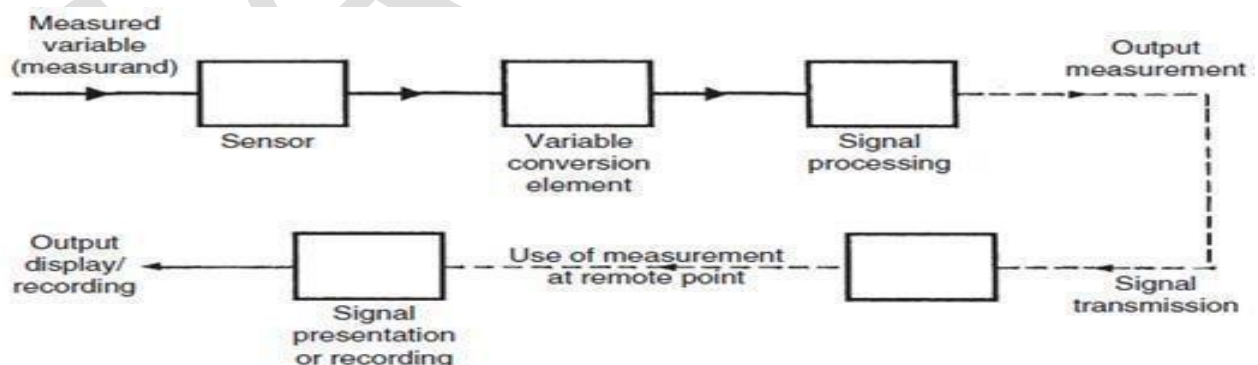 Measured
variable
(measurand)
Sensor
Variable
conversion
element
Signal
processing
Output
measurement
Signal
transmission
Use of measurement
at remote point
Signal
presentation
or recording
Output
display/
recording